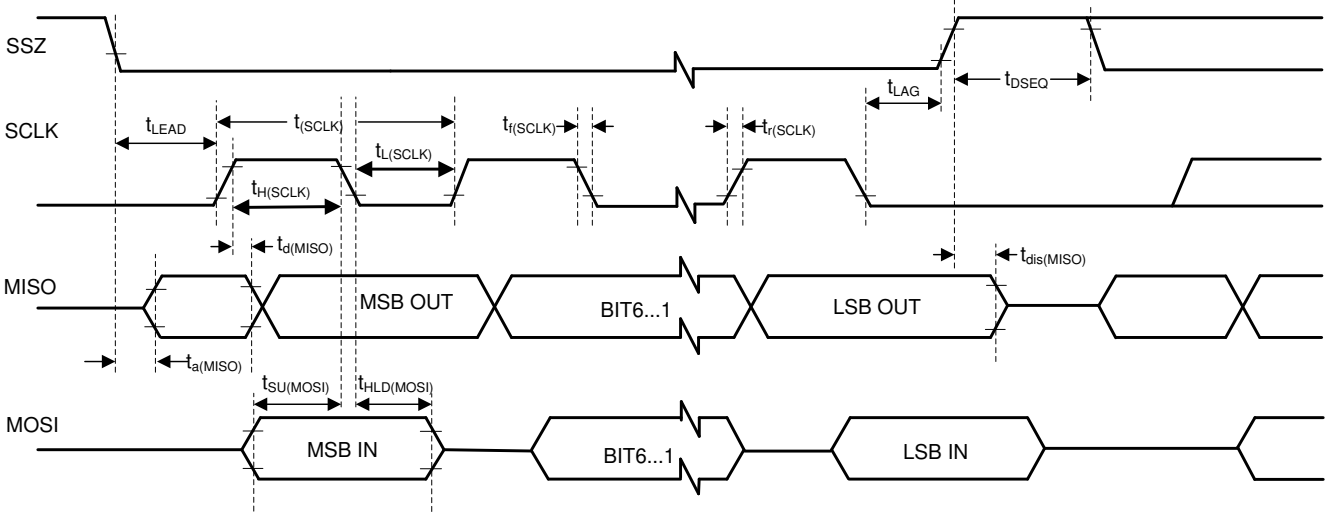 SSZ
tLAG
tDSEQ
SCLK
tLEAD
t(SCLK)
tf(SCLK)
tr(SCLK)
tL(SCLK)
tH(SCLK)
td(MISO)
tdis(MISO)
MISO
MSB OUT
BIT6...1
LSB OUT
ta(MISO)
tSU(MOSI)
tHLD(MOSI)
MOSI
MSB IN
BIT6...1
LSB IN